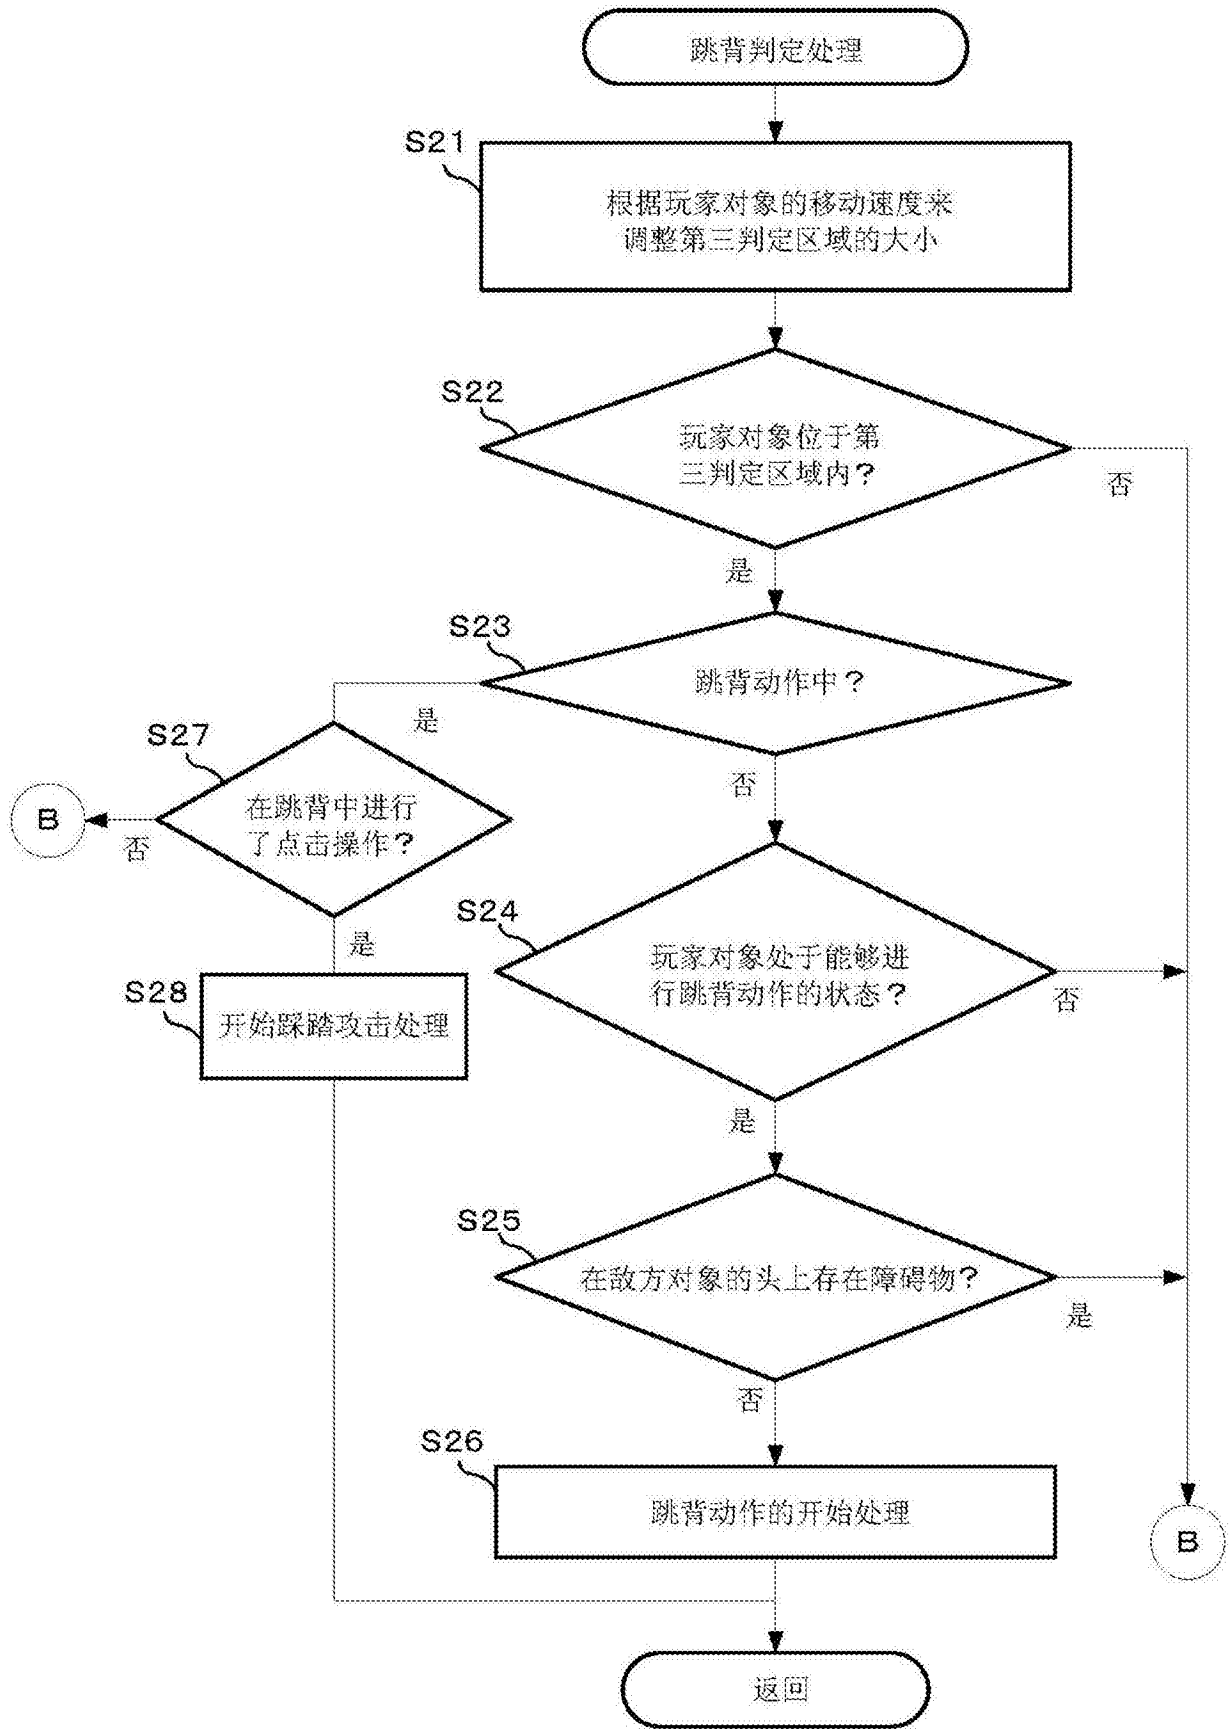 跳背判定处理
S21
根据玩家对象的移动速度来
调整第三判定区域的大小
S22
玩家对象位于第
三判定区域内？
否
是
S23
跳背动作中？
是
否
S27
在跳背中进行
了点击操作？
B
否
是
S24
玩家对象处于能够进
行跳背动作的状态？
否
S28
开始踩踏攻击处理
是
S25
在敌方对象的头上存在障碍物？
是
否
S26
跳背动作的开始处理
B
返回